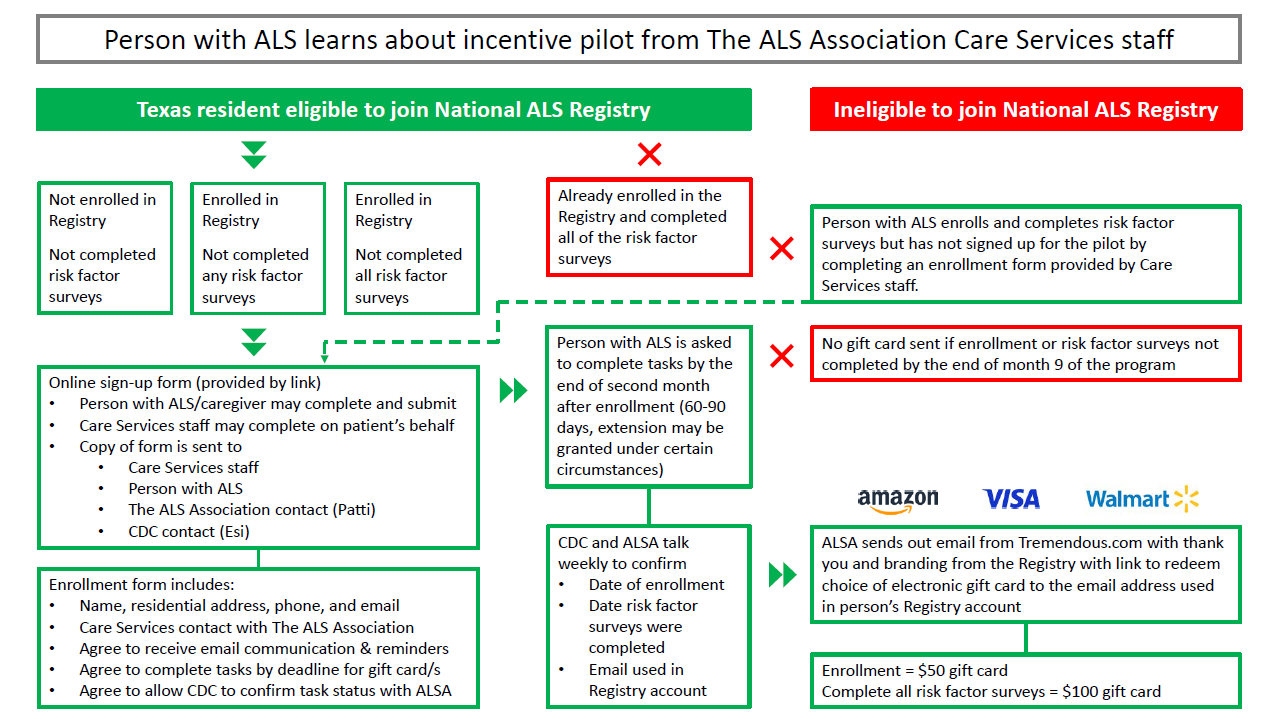 Person with ALS learns about incentive pilot from The ALS Association Care Services staff
Texas resident eligible to join National ALS Registry
Ineligible to join National ALS Registry
Not enrolled in
Registry
Not completed
risk factor
surveys
Enrolled in
Registry
Not completed
any risk factor
surveys
Enrolled in
Registry
Not completed
all risk factor
surveys
Already enrolled in the
Registry and completed
all of the risk factor
surveys
Person with ALS enrolls and completes risk factor
surveys but has not signed up for the pilot by
completing an enrollment form provided by Care
Services staff.
Online sign-up form (provided by link)
• Person with ALS/caregiver may complete and submit
• Care Services staff may complete on patient's behalf
• Copy of form is sent to
• Care Services staff
• Person with ALS
• The ALS Association contact (Patti)
• CDC contact (Esi)
Person with ALS is asked
to complete tasks by the
end of second month
after enrollment (60-90
days, extension may be
granted under certain
circumstances)
No gift card sent if enrollment or risk factor surveys not
completed by the end of month 9 of the program
Enrollment form includes:
• Name, residential address, phone, and email
• Care Services contact with The ALS Association
• Agree to receive email communication & reminders
• Agree to complete tasks by deadline for gift card/s
• Agree to allow CDC to confirm task status with ALSA
CDC and ALSA talk
weekly to confirm
• Date of enrollment
• Date risk factor
surveys were
completed
• Email used in
Registry account
amazon
VISA
Walmart
ALSA sends out email from Tremendous.com with thank
you and branding from the Registry with link to redeem
choice of electronic gift card to the email address used
in person's Registry account
Enrollment = $50 gift card
Complete all risk factor surveys = $100 gift card